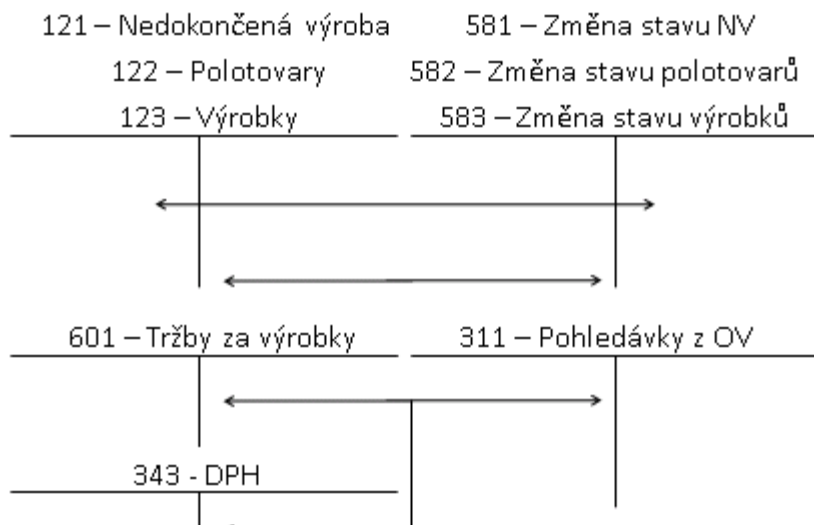 121 – Nedokončená výroba
122 – Polotovary
123 – Výrobky
581 – Změna stavu NV
582 – Změna stavu polotovarů
583 – Změna stavu výrobků
601 – Tržby za výrobky
311 – Pohledávky z OV
343 - DPH